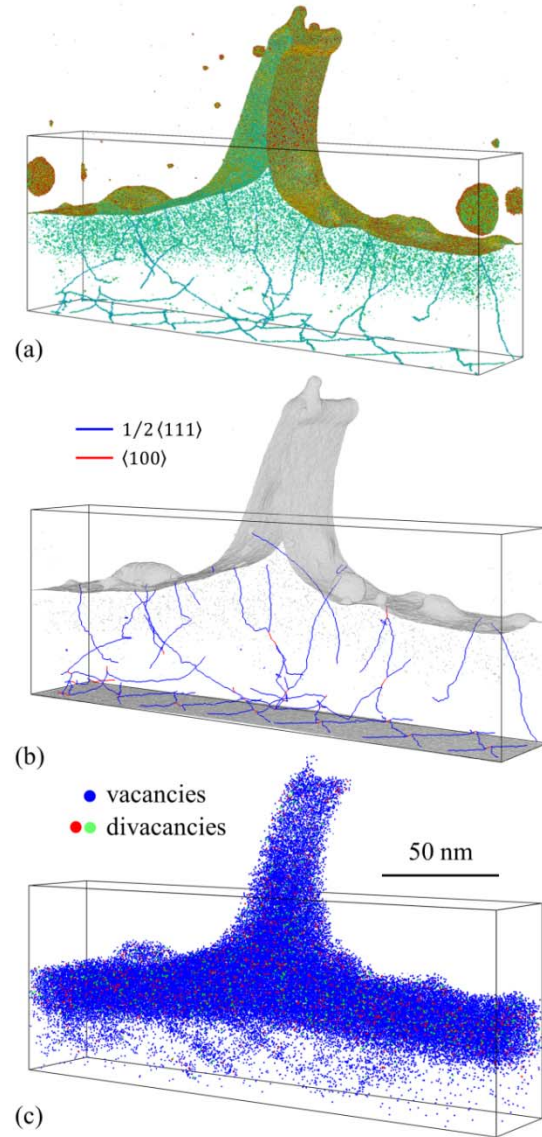 (a)
1/2 ⟨111⟩
⟨100⟩
(b)
vacancies
divacancies
50 nm
(c)